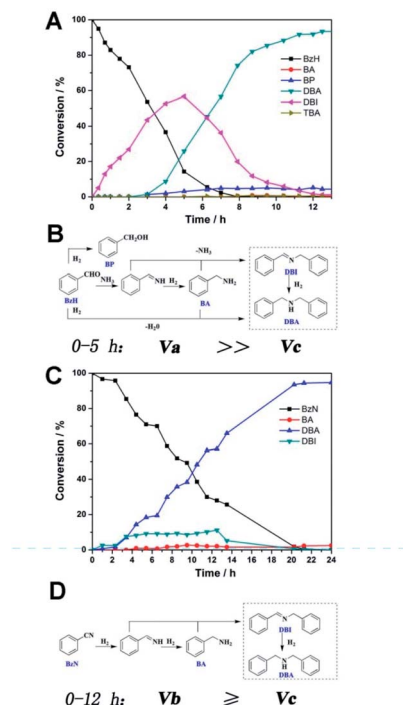 A
Conversion / %
100
80
60
40
20
0
BzH
BA
BP
DBA
DBI
TBA
0 2 4 6 8 10 12
Time / h
B
CH₂OH
H₂
BP
-NH₃
N
DBI
CHO NH₃
NH H₂
NH₂
H₂
BzH
BA
H₂
N
H
DBA
-H₂0
0-5 h: Va >> Vc
C
Conversion / %
100
80
60
40
20
0
BzN
BA
DBA
DBI
0 2 4 6 8 10 12 14 16 18 20 22 24
Time / h
D
CN
H₂
NH H₂
NH₂
BzN
BA
N
DBI
H₂
N
H
DBA
0-12 h: Vb ≥ Vc